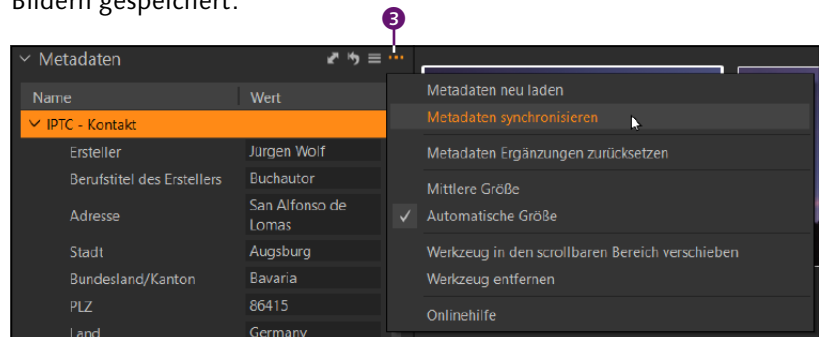 Bildern gespeichert.
3
Metadaten
Name Wert
IPTC - Kontakt
Ersteller Jürgen Wolf
Berufstitel des Erstellers Buchautor
Adresse San Alfonso de
Lomas
Stadt Augsburg
Bundesland/Kanton Bavaria
PLZ 86415
Land Germany
Metadaten neu laden
Metadaten synchronisieren
Metadaten Ergänzungen zurücksetzen
Mittlere Größe
Automatische Größe
Werkzeug in den scrollbaren Bereich verschieben
Werkzeug entfernen
Onlinehilfe